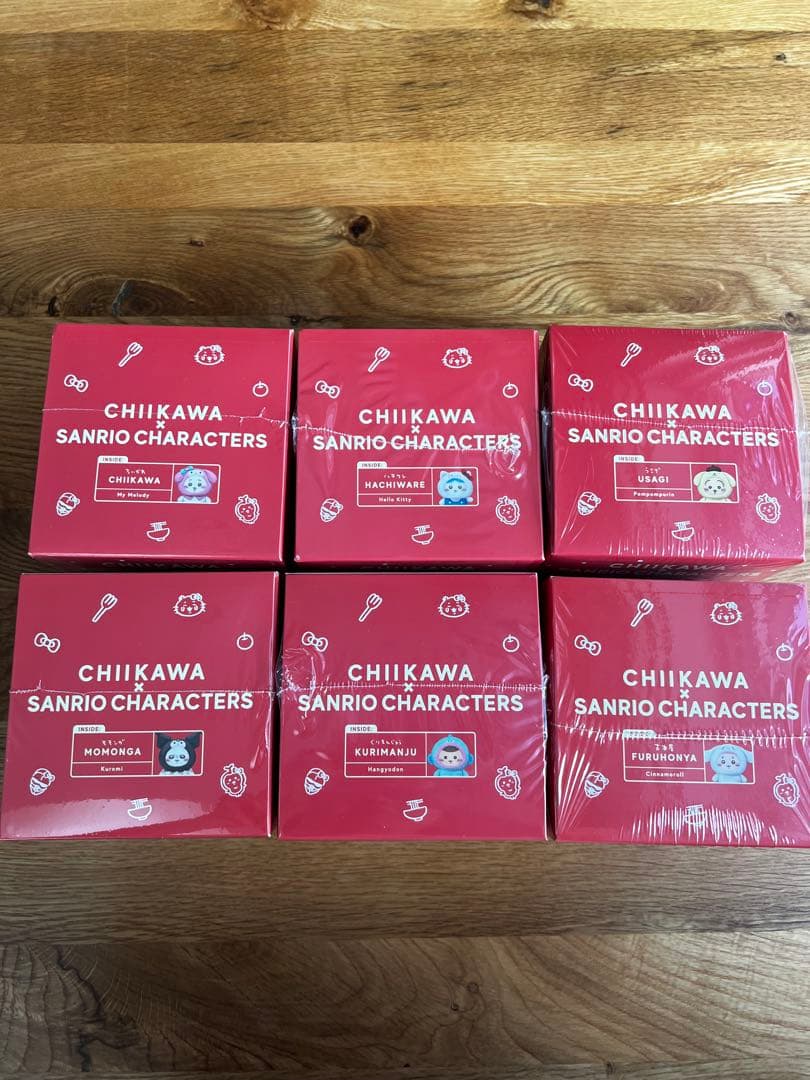 CHIIKAWA
×
SANRIO CHARACTERS
INSIDE:
ちいかわ
CHIIKAWA
My Melody
CHIIKAWA
×
SANRIO CHARACTERS
INSIDE:
ハチワレ
HACHIWARE
Hello Kitty
CHIIKAWA
×
SANRIO CHARACTERS
INSIDE:
うさぎ
USAGI
Pompompurin
CHIIKAWA
CHIIKAWA
CHIIKAWA
×
SANRIO CHARACTERS
INSIDE:
モモンガ
MOMONGA
Kuromi
CHIIKAWA
×
SANRIO CHARACTERS
INSIDE:
くりまんじゅう
KURIMANJU
Hangyodon
CHIIKAWA
×
SANRIO CHARACTERS
INSIDE:
古本屋
FURUHONYA
Cinnamoroll